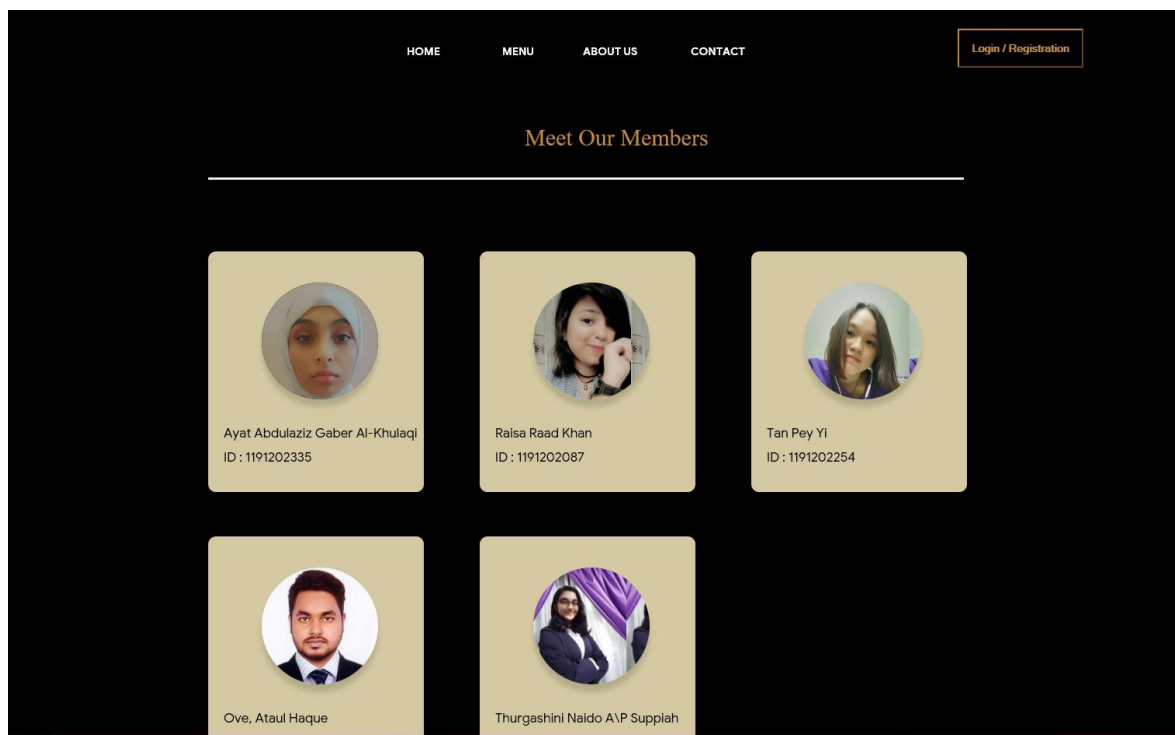 HOME MENU ABOUT US CONTACT Login / Registration
Meet Our Members
Ayat Abdulaziz Gaber Al-Khulaqi
ID : 1191202335
Raisa Raad Khan
ID : 1191202087
Tan Pey Yi
ID : 1191202254
Ove, Ataul Haque
Thurgashini Naido A\P Suppiah